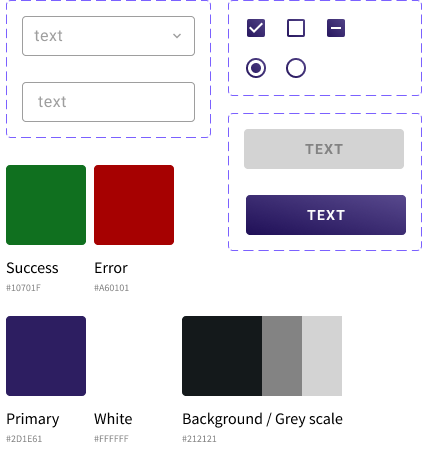 text
text
TEXT
TEXT
Success
Error
#10701F
#A60101
Primary
White
Background / Grey scale
#2D1E61
#FFFFFF
#212121